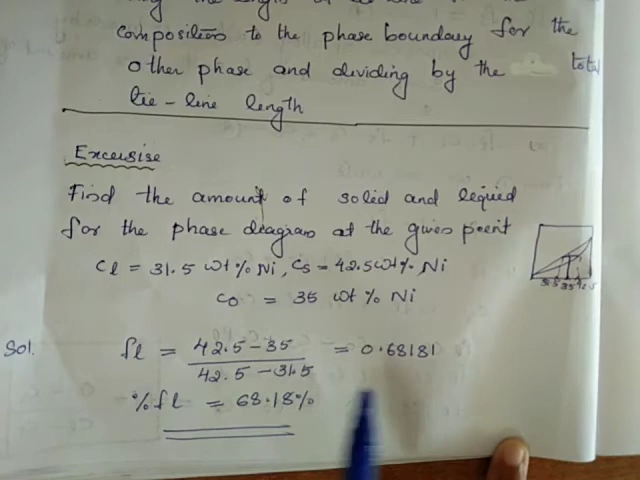 composition to the phase boundary for the
other phase and dividing by the total
tie-line length
Excersise
Find the amount of solid and liquid
for the phase diagram at the given point
Cl = 31.5 wt % Ni, Cs = 42.5 wt % Ni
Co = 35 wt % Ni
Sol. fl = 42.5 - 35 / 42.5 - 31.5 = 0.68181
% fl = 68.18%